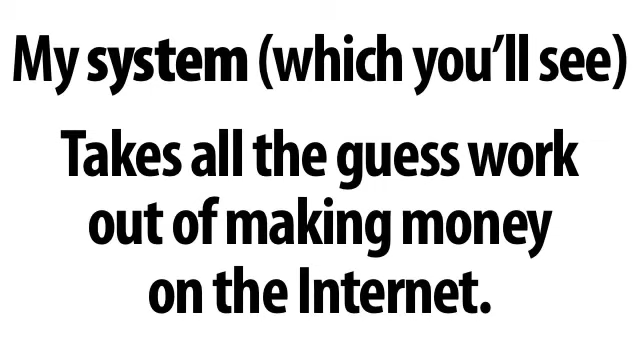 My system (which you’ll see)
Takes all the guess work
out of making money
on the Internet.